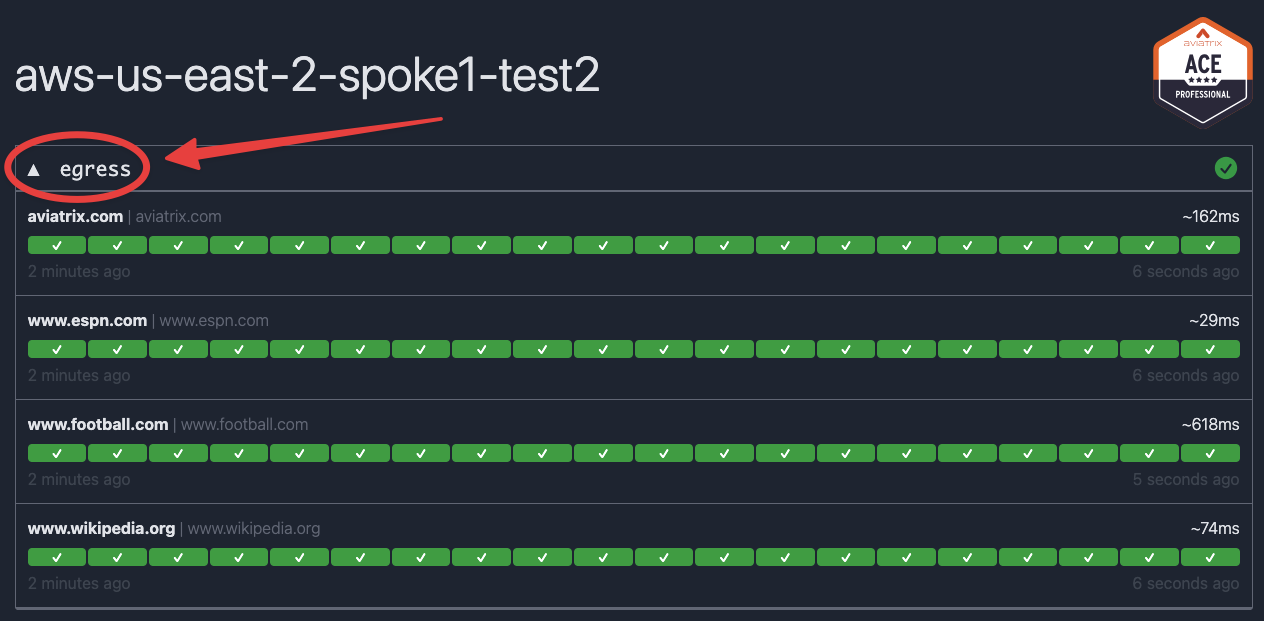 aws-us-east-2-spoke1-test2
aviatrix
ACE
PROFESSIONAL
▲ egress
aviatrix.com | aviatrix.com ~162ms
2 minutes ago 6 seconds ago
www.espn.com | www.espn.com ~29ms
2 minutes ago 6 seconds ago
www.football.com | www.football.com ~618ms
2 minutes ago 5 seconds ago
www.wikipedia.org | www.wikipedia.org ~74ms
2 minutes ago 6 seconds ago